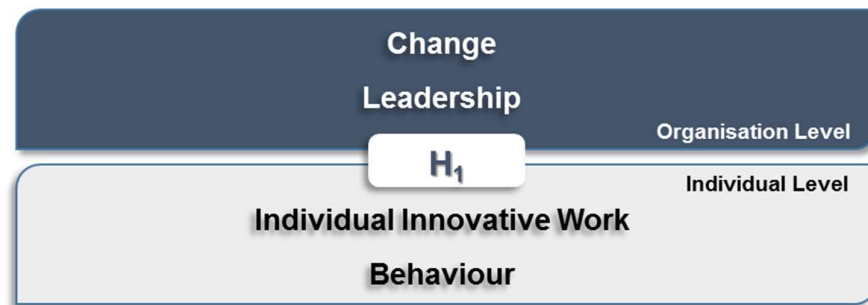 Change
Leadership
Organisation Level
H₁
Individual Level
Individual Innovative Work
Behaviour